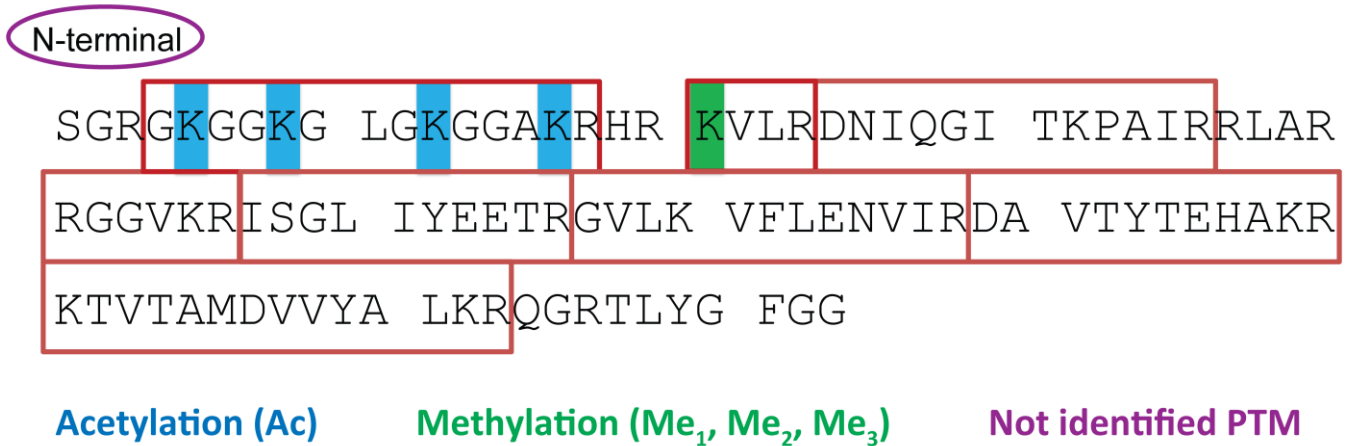 N-terminal
SGRGKGGKG LGKGGAKRHR KVLRDNIQGI TKPAIRRLAR
RGGVKRISGL IYEETRGVLK VFLENVIRDA VTYTEHAKR
KTVTAMDVVYA LKRQGRTLYG FGG
Acetylation (Ac) Methylation (Me₁, Me₂, Me₃) Not identified PTM